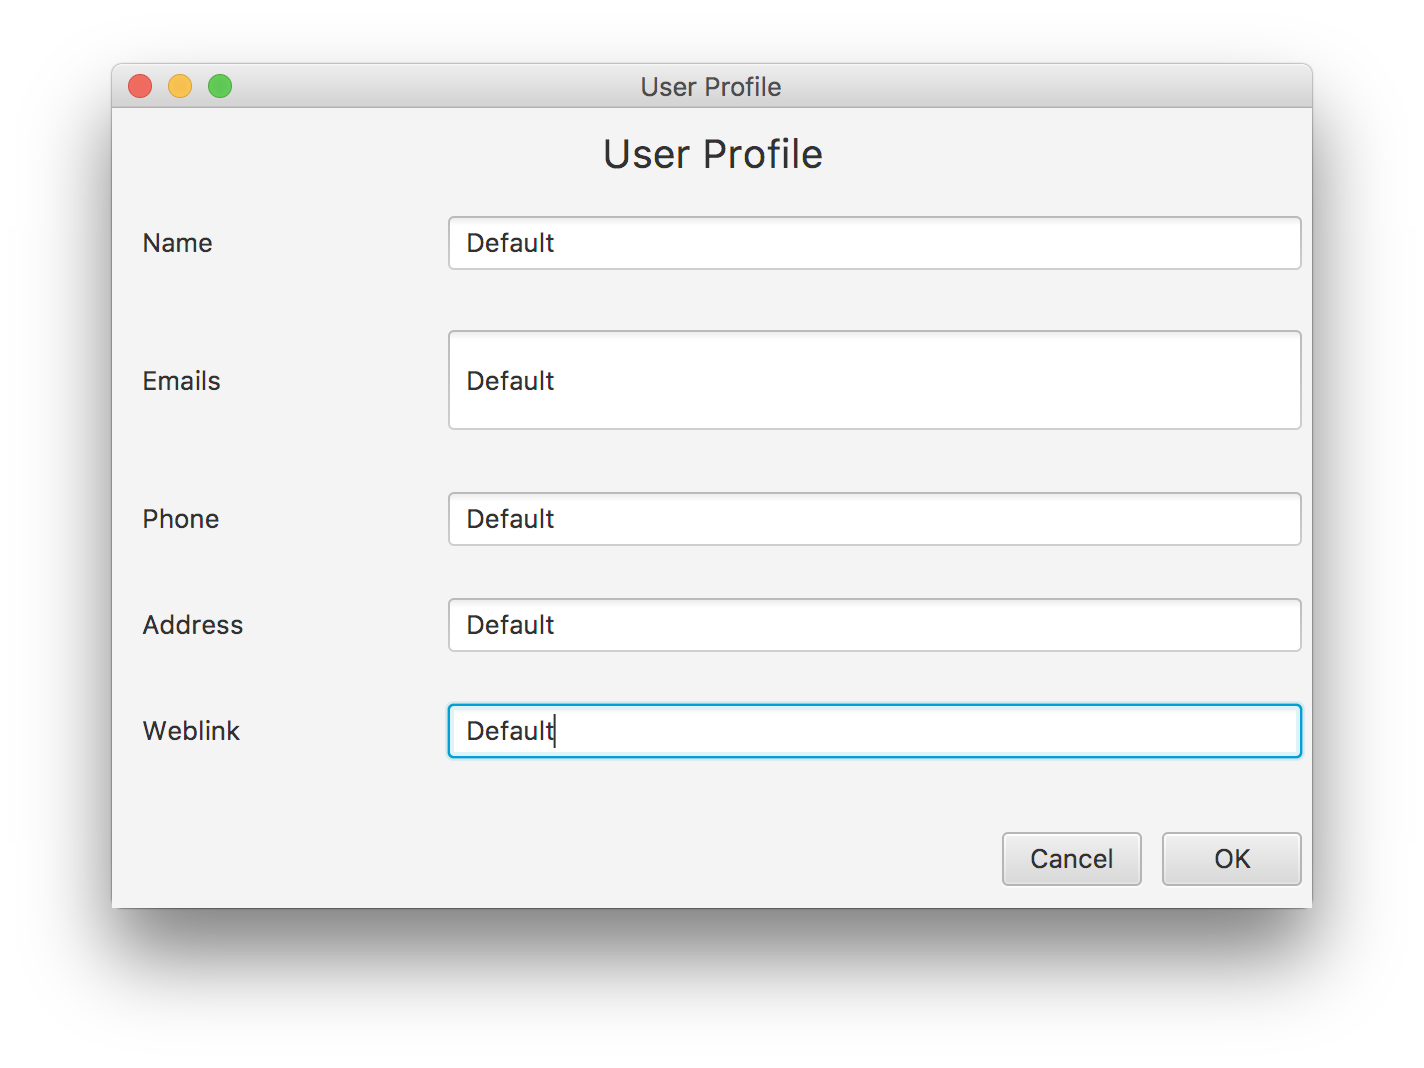 User Profile
User Profile
Name Default
Emails Default
Phone Default
Address Default
Weblink Default
Cancel OK